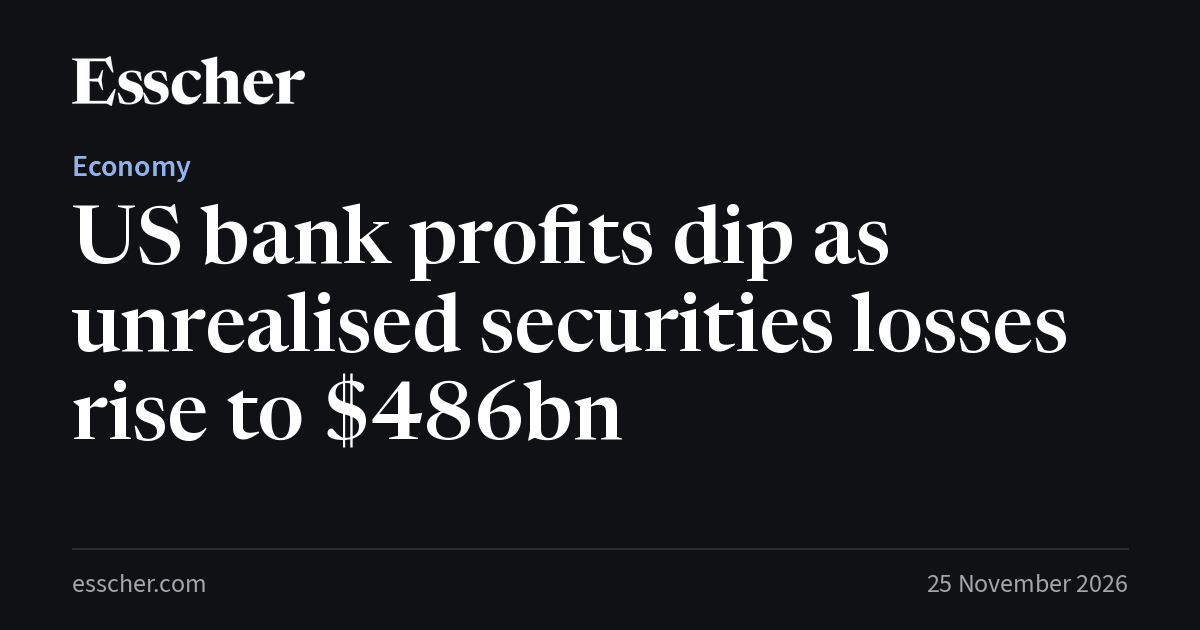 Esscher
Economy
US bank profits dip as
unrealised securities losses
rise to $486bn
esscher.com
25 November 2026